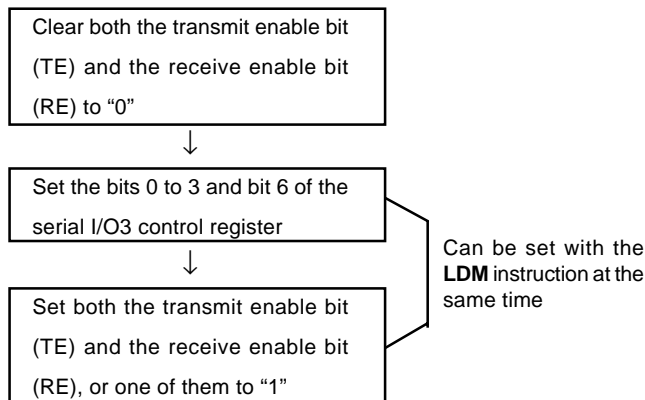 Clear both the transmit enable bit
(TE) and the receive enable bit
(RE) to “0”
↓
Set the bits 0 to 3 and bit 6 of the
serial I/O3 control register
↓
Set both the transmit enable bit
(TE) and the receive enable bit
(RE), or one of them to “1”
Can be set with the
LDM instruction at the
same time